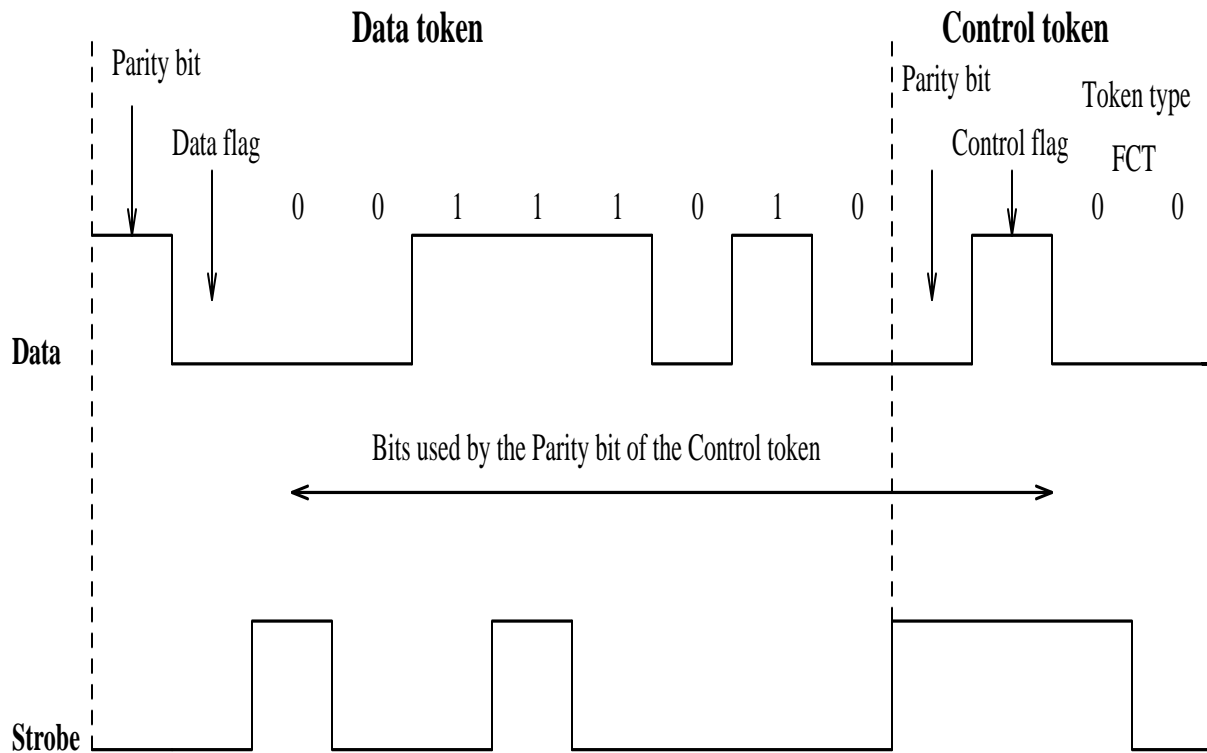 Data token
Control token
Parity bit
Parity bit
Token type
Data flag
Control flag
FCT
0 0 1 1 1 0 1 0
0 0
Data
Bits used by the Parity bit of the Control token
Strobe